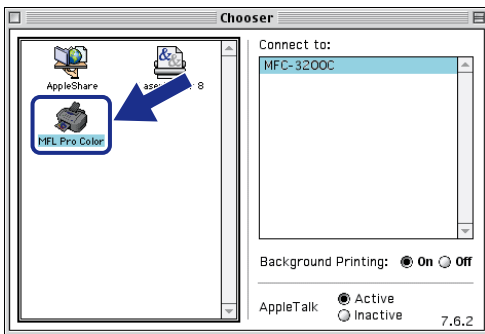 Chooser
AppleShare
8
MFL Pro Color
Connect to:
MFC-3200C
Background Printing: On Off
AppleTalk Active
Inactive
7.6.2